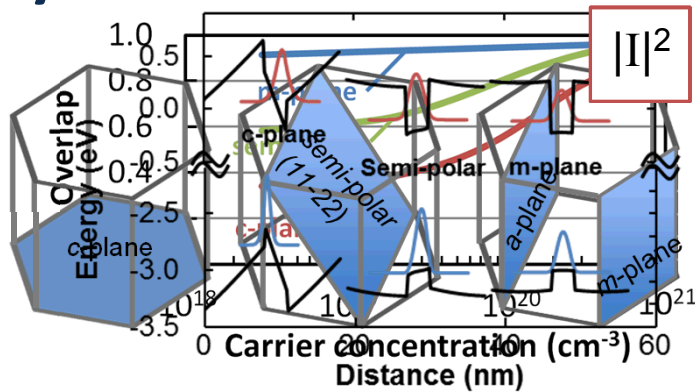 |I|²
1.0
0.5
0.8
0.0
0.6
0.4
-0.5
-2.5
-3.0
-3.5
Overlap
Energy (eV)
m-plane
c-plane
semi-polar
(11-22)
Semi-polar
m-plane
a-plane
c-plane
m-plane
10¹⁸
10²⁰
10²¹
0
20
40
60
Carrier concentration (cm⁻³)
Distance (nm)